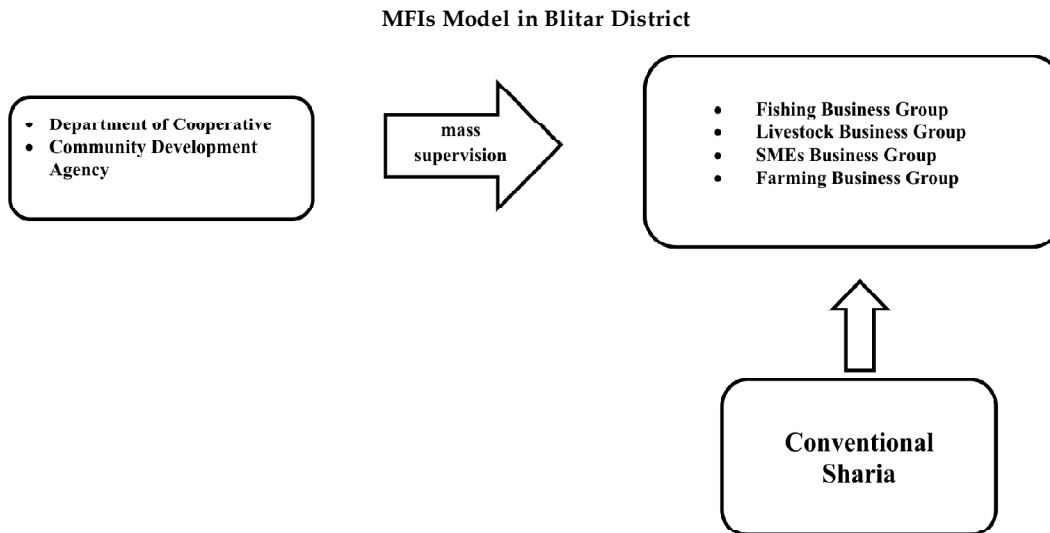 MFIs Model in Blitar District
• Department of Cooperative
• Community Development
Agency
mass
supervision
• Fishing Business Group
• Livestock Business Group
• SMEs Business Group
• Farming Business Group
Conventional
Sharia